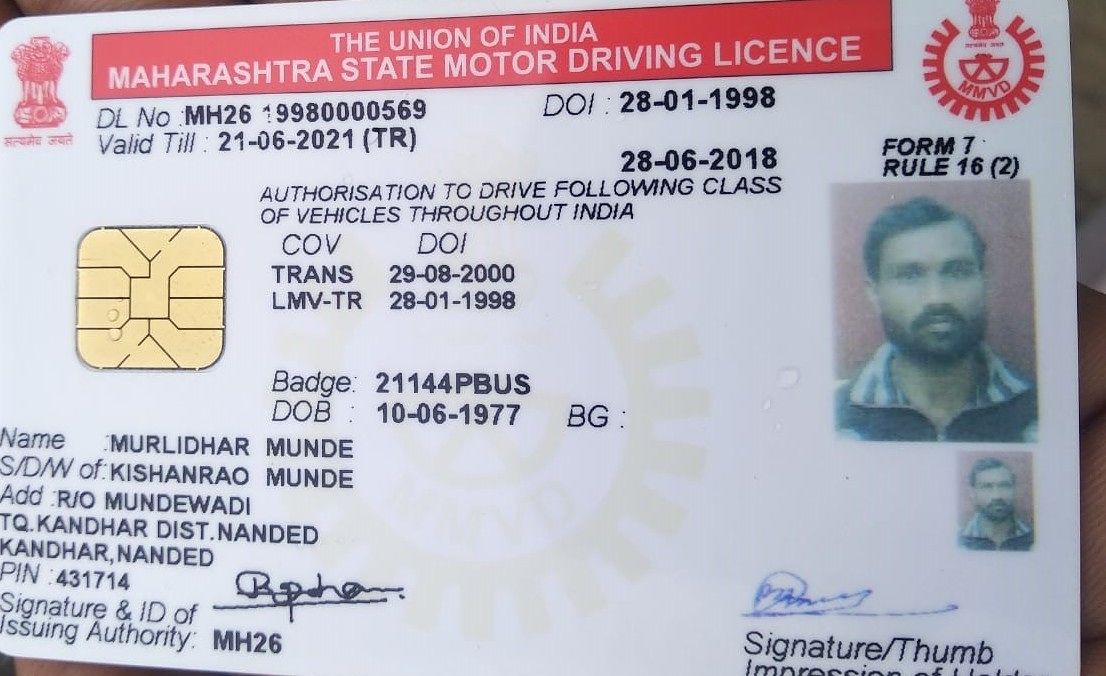 THE UNION OF INDIA
MAHARASHTRA STATE MOTOR DRIVING LICENCE
सत्यमेव जयते
MMVD
DL No : MH26 19980000569 DOI : 28-01-1998
Valid Till : 21-06-2021 (TR)
28-06-2018
FORM 7
RULE 16 (2)
AUTHORISATION TO DRIVE FOLLOWING CLASS
OF VEHICLES THROUGHOUT INDIA
COV DOI
TRANS 29-08-2000
LMV-TR 28-01-1998
Badge: 21144PBUS
DOB : 10-06-1977 BG :
Name : MURLIDHAR MUNDE
S/D/W of: KISHANRAO MUNDE
Add : R/O MUNDEWADI
TQ.KANDHAR DIST.NANDED
KANDHAR,NANDED
PIN : 431714
Signature & ID of
Issuing Authority: MH26
Signature/Thumb
Impression of Holder
MMVD